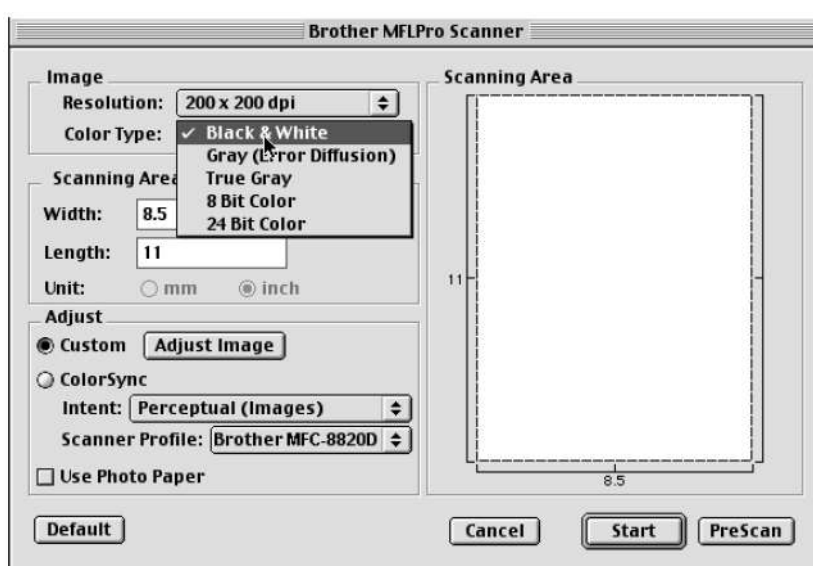 Brother MFLPro Scanner
Image
Resolution: 200 x 200 dpi
Color Type: ✓ Black & White
Gray (Error Diffusion)
True Gray
8 Bit Color
24 Bit Color
Scanning Area
Width: 8.5
Length: 11
Unit: mm inch
Adjust
Custom Adjust Image
ColorSync
Intent: Perceptual (Images)
Scanner Profile: Brother MFC-8820D
Use Photo Paper
Scanning Area
11
8.5
Default
Cancel Start PreScan